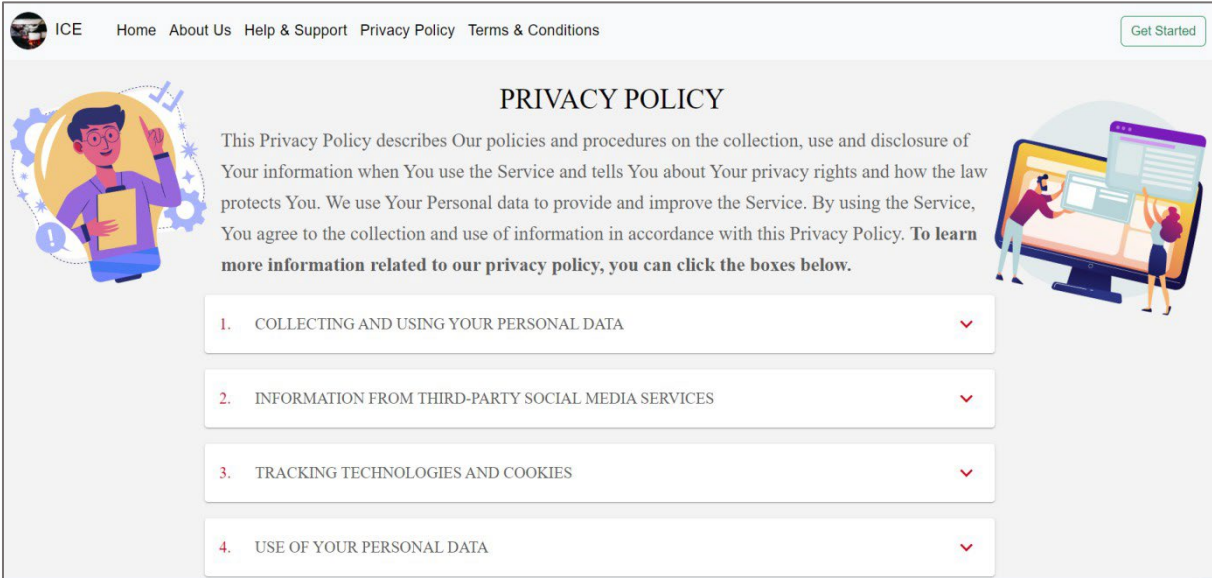 ICE Home About Us Help & Support Privacy Policy Terms & Conditions Get Started
PRIVACY POLICY
This Privacy Policy describes Our policies and procedures on the collection, use and disclosure of
Your information when You use the Service and tells You about Your privacy rights and how the law
protects You. We use Your Personal data to provide and improve the Service. By using the Service,
You agree to the collection and use of information in accordance with this Privacy Policy. To learn
more information related to our privacy policy, you can click the boxes below.
1. COLLECTING AND USING YOUR PERSONAL DATA
2. INFORMATION FROM THIRD-PARTY SOCIAL MEDIA SERVICES
3. TRACKING TECHNOLOGIES AND COOKIES
4. USE OF YOUR PERSONAL DATA